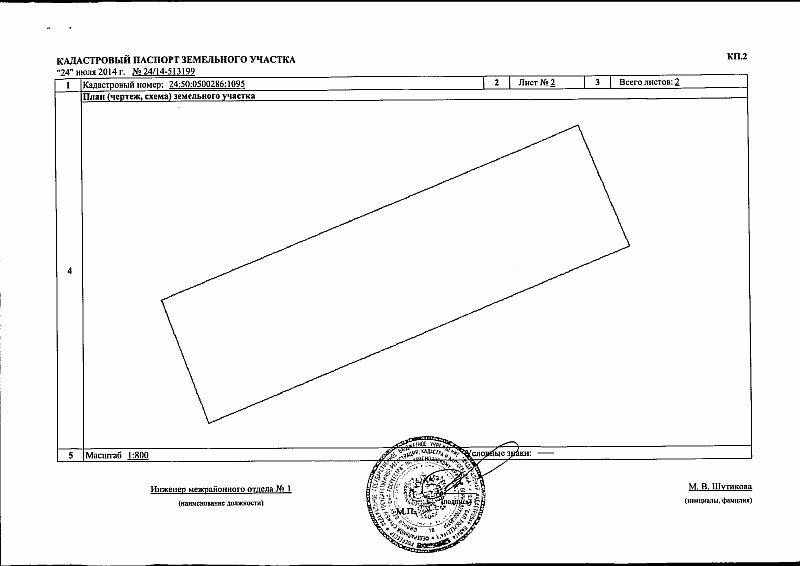 КАДАСТРОВЫЙ ПАСПОРТ ЗЕМЕЛЬНОГО УЧАСТКА
КП.2
"24" июля 2014 г. № 24/14-513199
1 Кадастровый номер: 24:50:0500286:1095 2 Лист № 2 3 Всего листов: 2
План (чертеж, схема) земельного участка
4
5 Масштаб 1:800 Условные знаки:
Инженер межрайонного отдела № 1
М. В. Шутикова
(наименование должности)
М.П.
(подпись)
(инициалы, фамилия)